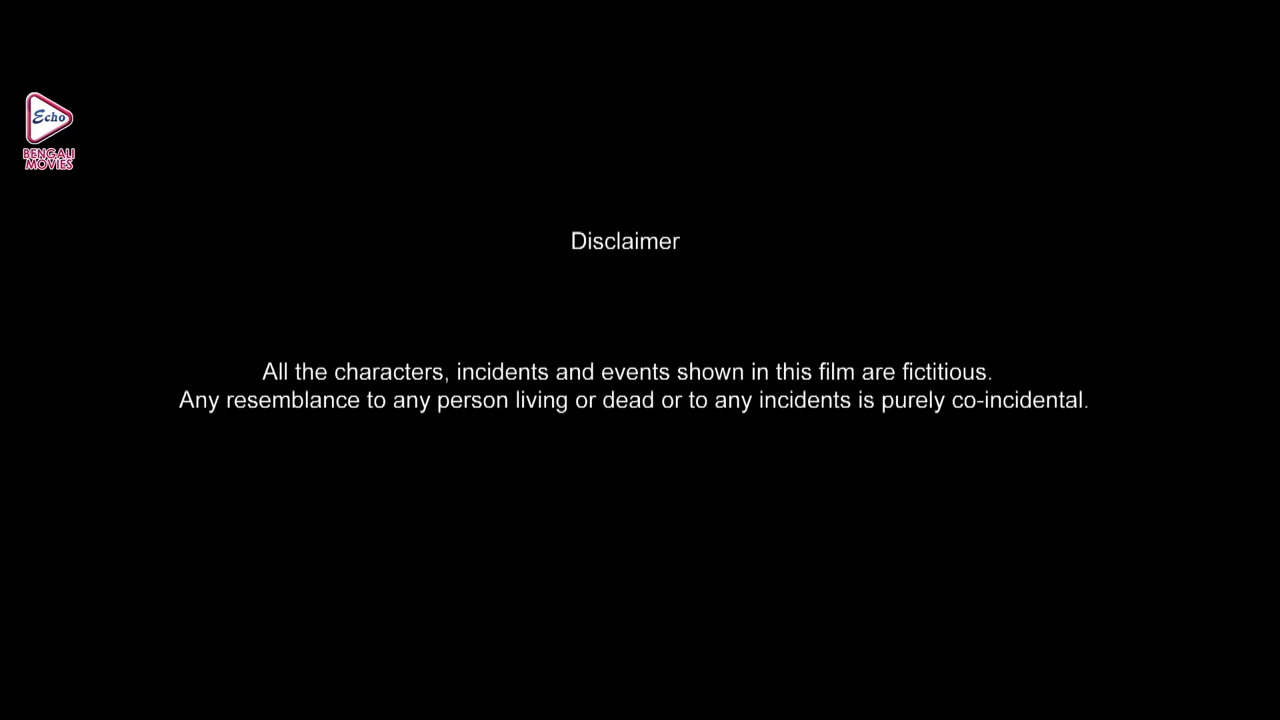 Echo
BENGALI
MOVIES
Disclaimer
All the characters, incidents and events shown in this film are fictitious.
Any resemblance to any person living or dead or to any incidents is purely co-incidental.